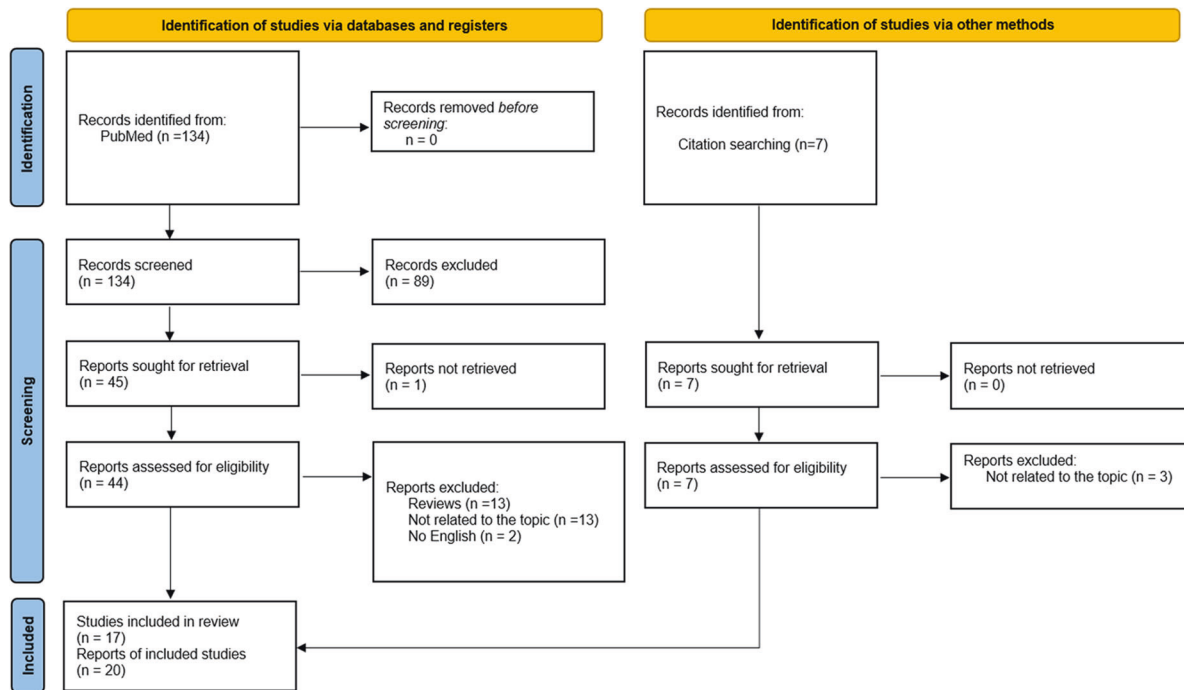 Identification of studies via databases and registers
Identification of studies via other methods
Identification
Records identified from:
PubMed (n =134)
Records removed before
screening:
n = 0
Records identified from:
Citation searching (n=7)
Screening
Records screened
(n = 134)
Records excluded
(n = 89)
Reports sought for retrieval
(n = 45)
Reports not retrieved
(n = 1)
Reports sought for retrieval
(n = 7)
Reports not retrieved
(n = 0)
Reports assessed for eligibility
(n = 44)
Reports excluded:
Reviews (n =13)
Not related to the topic (n =13)
No English (n = 2)
Reports assessed for eligibility
(n = 7)
Reports excluded:
Not related to the topic (n = 3)
Included
Studies included in review
(n = 17)
Reports of included studies
(n = 20)